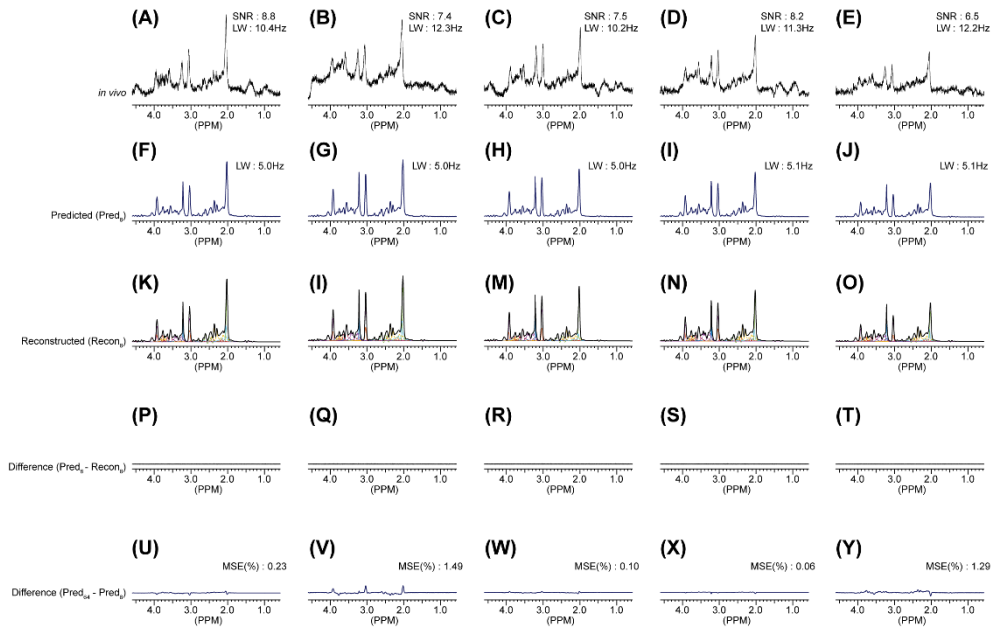 (A) (B) (C) (D) (E)
SNR : 8.8 SNR : 7.4 SNR : 7.5 SNR : 8.2 SNR : 6.5
LW : 10.4Hz LW : 12.3Hz LW : 10.2Hz LW : 11.3Hz LW : 12.2Hz
in vivo
4.0 3.0 2.0 1.0 4.0 3.0 2.0 1.0 4.0 3.0 2.0 1.0 4.0 3.0 2.0 1.0 4.0 3.0 2.0 1.0
(PPM) (PPM) (PPM) (PPM) (PPM)
(F) (G) (H) (I) (J)
LW : 5.0Hz LW : 5.0Hz LW : 5.0Hz LW : 5.1Hz LW : 5.1Hz
Predicted (Pred8)
4.0 3.0 2.0 1.0 4.0 3.0 2.0 1.0 4.0 3.0 2.0 1.0 4.0 3.0 2.0 1.0 4.0 3.0 2.0 1.0
(PPM) (PPM) (PPM) (PPM) (PPM)
(K) (I) (M) (N) (O)
Reconstructed (Recon8)
4.0 3.0 2.0 1.0 4.0 3.0 2.0 1.0 4.0 3.0 2.0 1.0 4.0 3.0 2.0 1.0 4.0 3.0 2.0 1.0
(PPM) (PPM) (PPM) (PPM) (PPM)
(P) (Q) (R) (S) (T)
Difference (Pred8 - Recon8)
4.0 3.0 2.0 1.0 4.0 3.0 2.0 1.0 4.0 3.0 2.0 1.0 4.0 3.0 2.0 1.0 4.0 3.0 2.0 1.0
(PPM) (PPM) (PPM) (PPM) (PPM)
(U) (V) (W) (X) (Y)
MSE(%) : 0.23 MSE(%) : 1.49 MSE(%) : 0.10 MSE(%) : 0.06 MSE(%) : 1.29
Difference (Pred64 - Pred8)
4.0 3.0 2.0 1.0 4.0 3.0 2.0 1.0 4.0 3.0 2.0 1.0 4.0 3.0 2.0 1.0 4.0 3.0 2.0 1.0
(PPM) (PPM) (PPM) (PPM) (PPM)